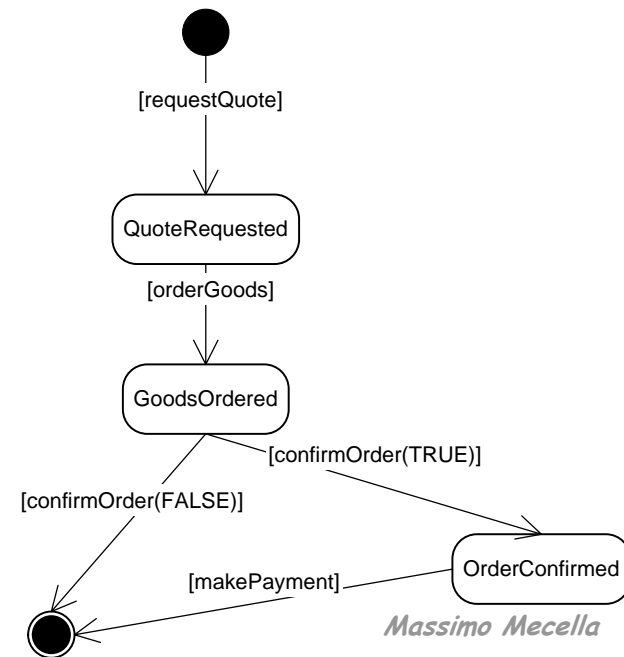 [requestQuote]
QuoteRequested
[orderGoods]
GoodsOrdered
[confirmOrder(TRUE)]
[confirmOrder(FALSE)]
OrderConfirmed
[makePayment]
Massimo Mecella